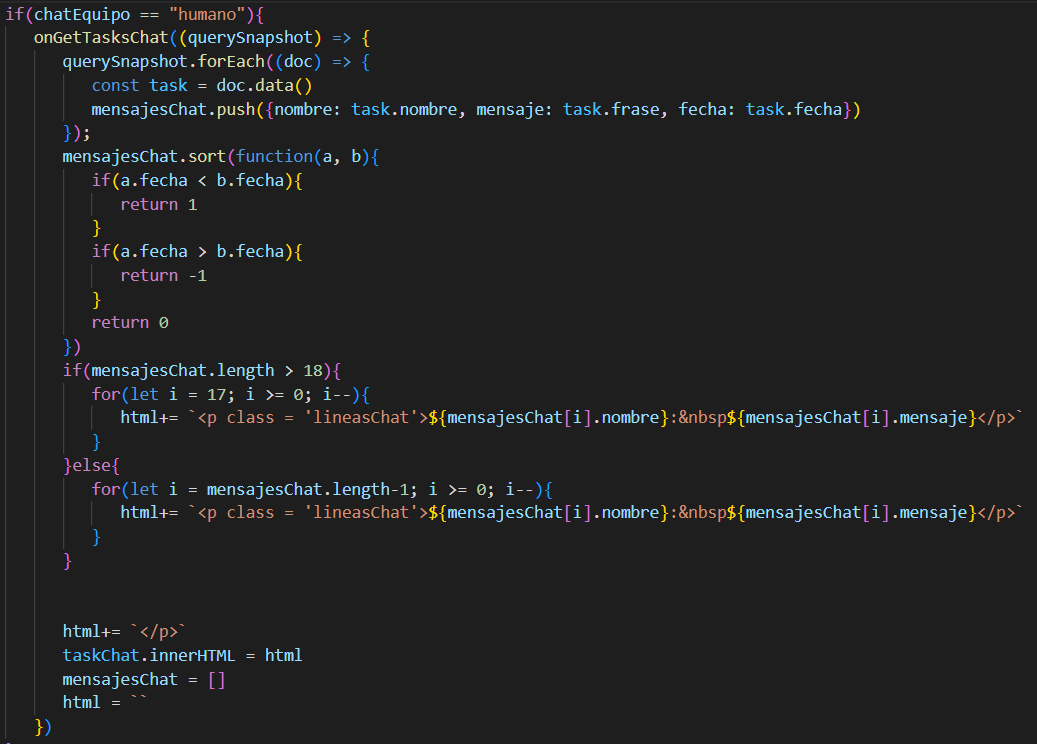 if(chatEquipo == "humano"){
onGetTasksChat((querySnapshot) => {
querySnapshot.forEach((doc) => {
const task = doc.data()
mensajesChat.push({nombre: task.nombre, mensaje: task.frase, fecha: task.fecha})
});
mensajesChat.sort(function(a, b){
if(a.fecha < b.fecha){
return 1
}
if(a.fecha > b.fecha){
return -1
}
return 0
})
if(mensajesChat.length > 18){
for(let i = 17; i >= 0; i--){
html+= `<p class = 'lineasChat'>${mensajesChat[i].nombre}:&nbsp${mensajesChat[i].mensaje}</p>`
}
}else{
for(let i = mensajesChat.length-1; i >= 0; i--){
html+= `<p class = 'lineasChat'>${mensajesChat[i].nombre}:&nbsp${mensajesChat[i].mensaje}</p>`
}
}
html+= `</p>`
taskChat.innerHTML = html
mensajesChat = []
html = ``
})